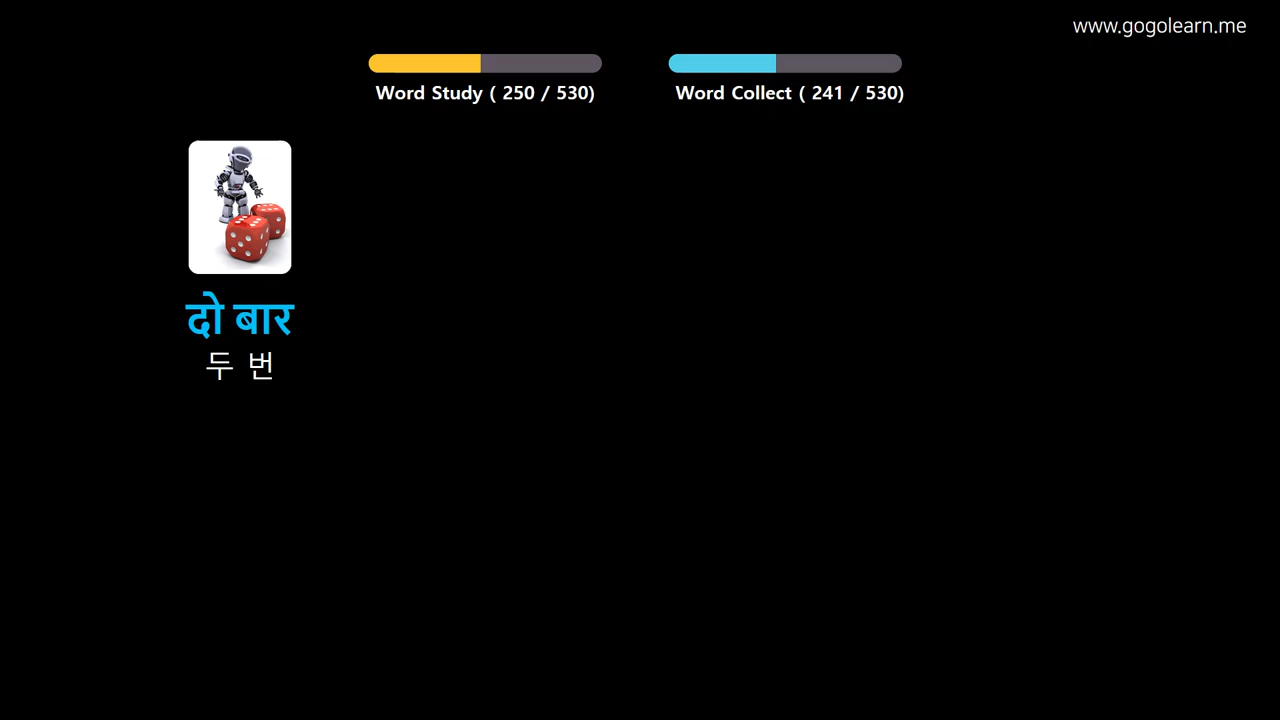 www.gogolearn.me
Word Study ( 250 / 530)
Word Collect ( 241 / 530)
दो बार
두 번